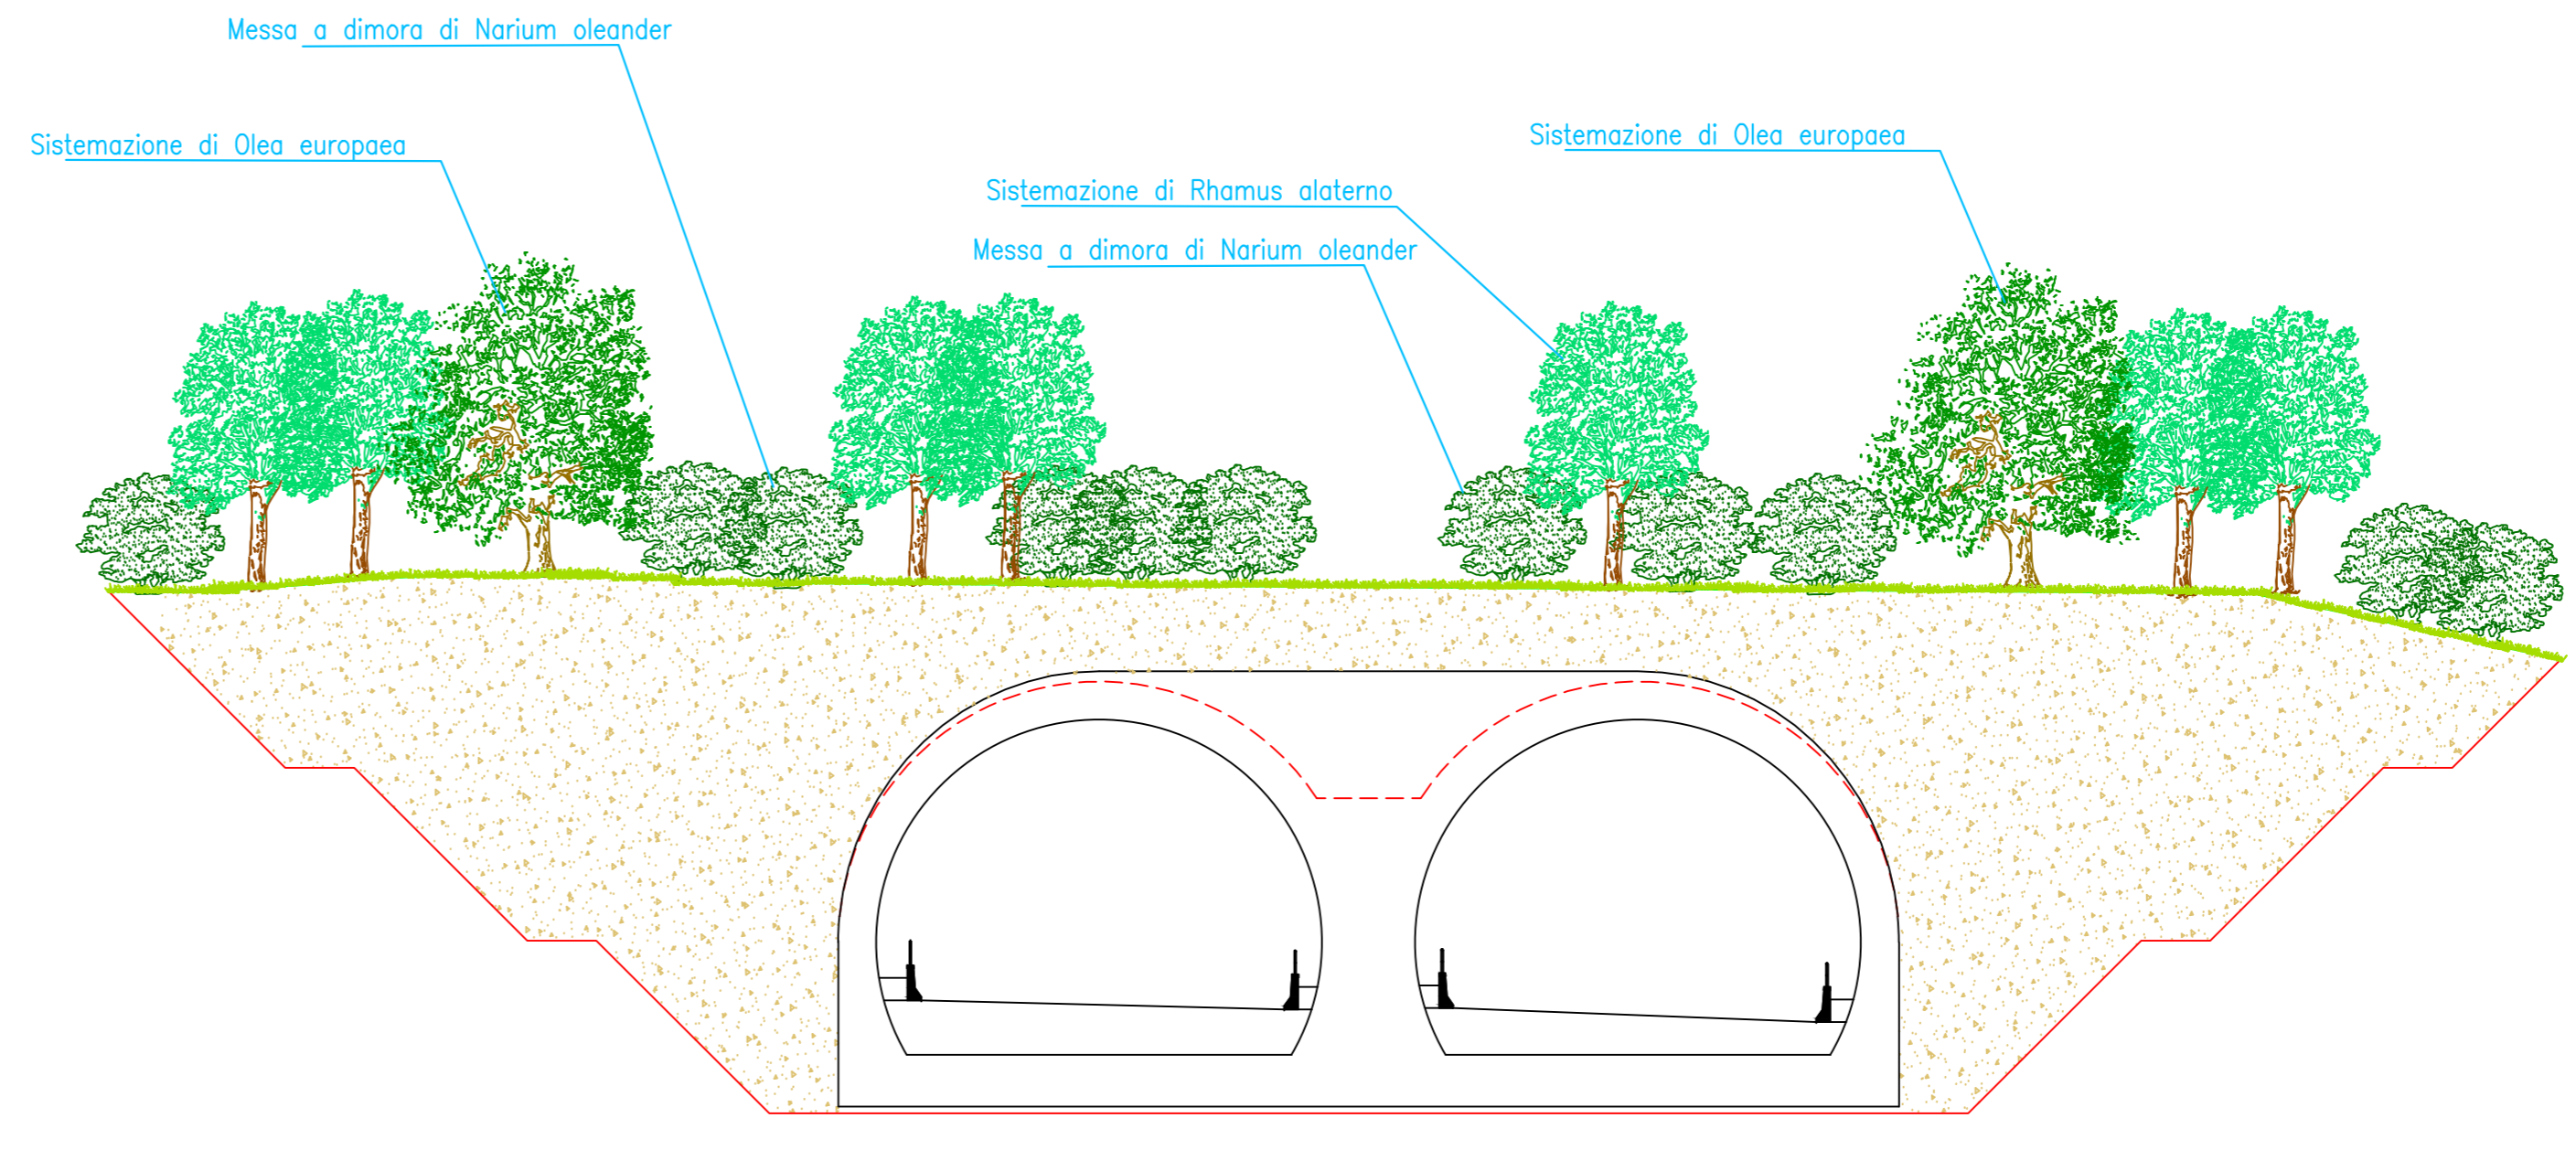 Messa a dimora di Narium oleander
Sistemazione di Olea europaea
Sistemazione di Olea europaea
Sistemazione di Rhamus alaterno
Messa a dimora di Narium oleander